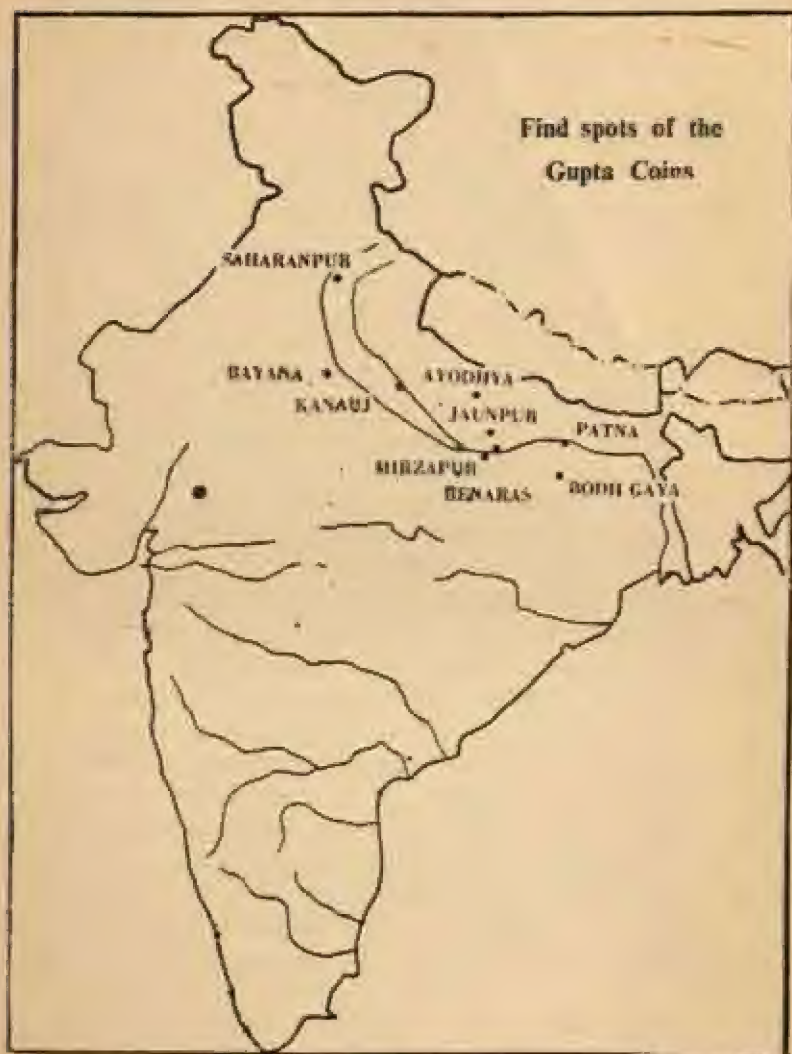 Find spots of the
Gupta Coins
SAHARANPUR
BAYANA
KANAUJ
AYODHYA
JAUNPUR
PATNA
MIRZAPUR
BENARAS
BODH GAYA